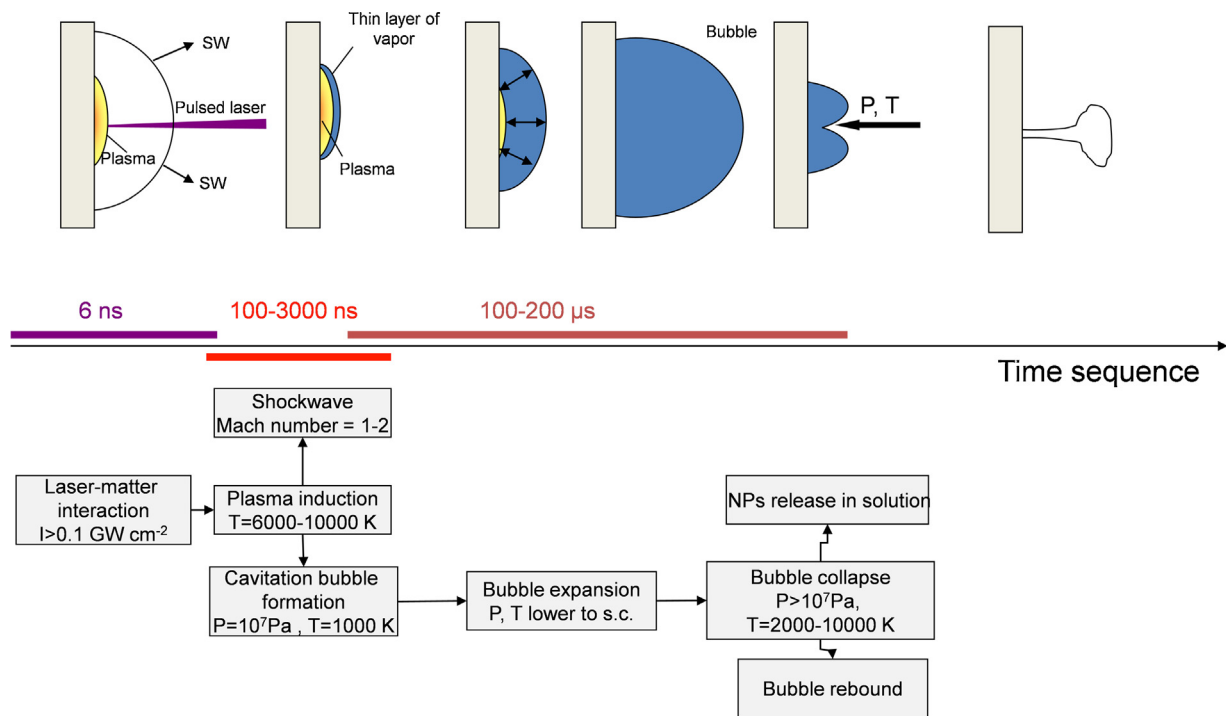 SW
Pulsed laser
Plasma
SW
Thin layer of
vapor
Plasma
Bubble
P, T
6 ns
100-3000 ns
100-200 µs
Time sequence
Shockwave
Mach number = 1-2
Laser-matter
interaction
I>0.1 GW cm⁻²
Plasma induction
T=6000-10000 K
Cavitation bubble
formation
P=10⁷Pa , T=1000 K
Bubble expansion
P, T lower to s.c.
NPs release in solution
Bubble collapse
P>10⁷Pa,
T=2000-10000 K
Bubble rebound